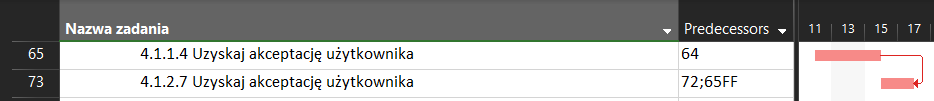 Nazwa zadania Predecessors 11 13 15 17
65 4.1.1.4 Uzyskaj akceptację użytkownika 64
73 4.1.2.7 Uzyskaj akceptację użytkownika 72;65FF